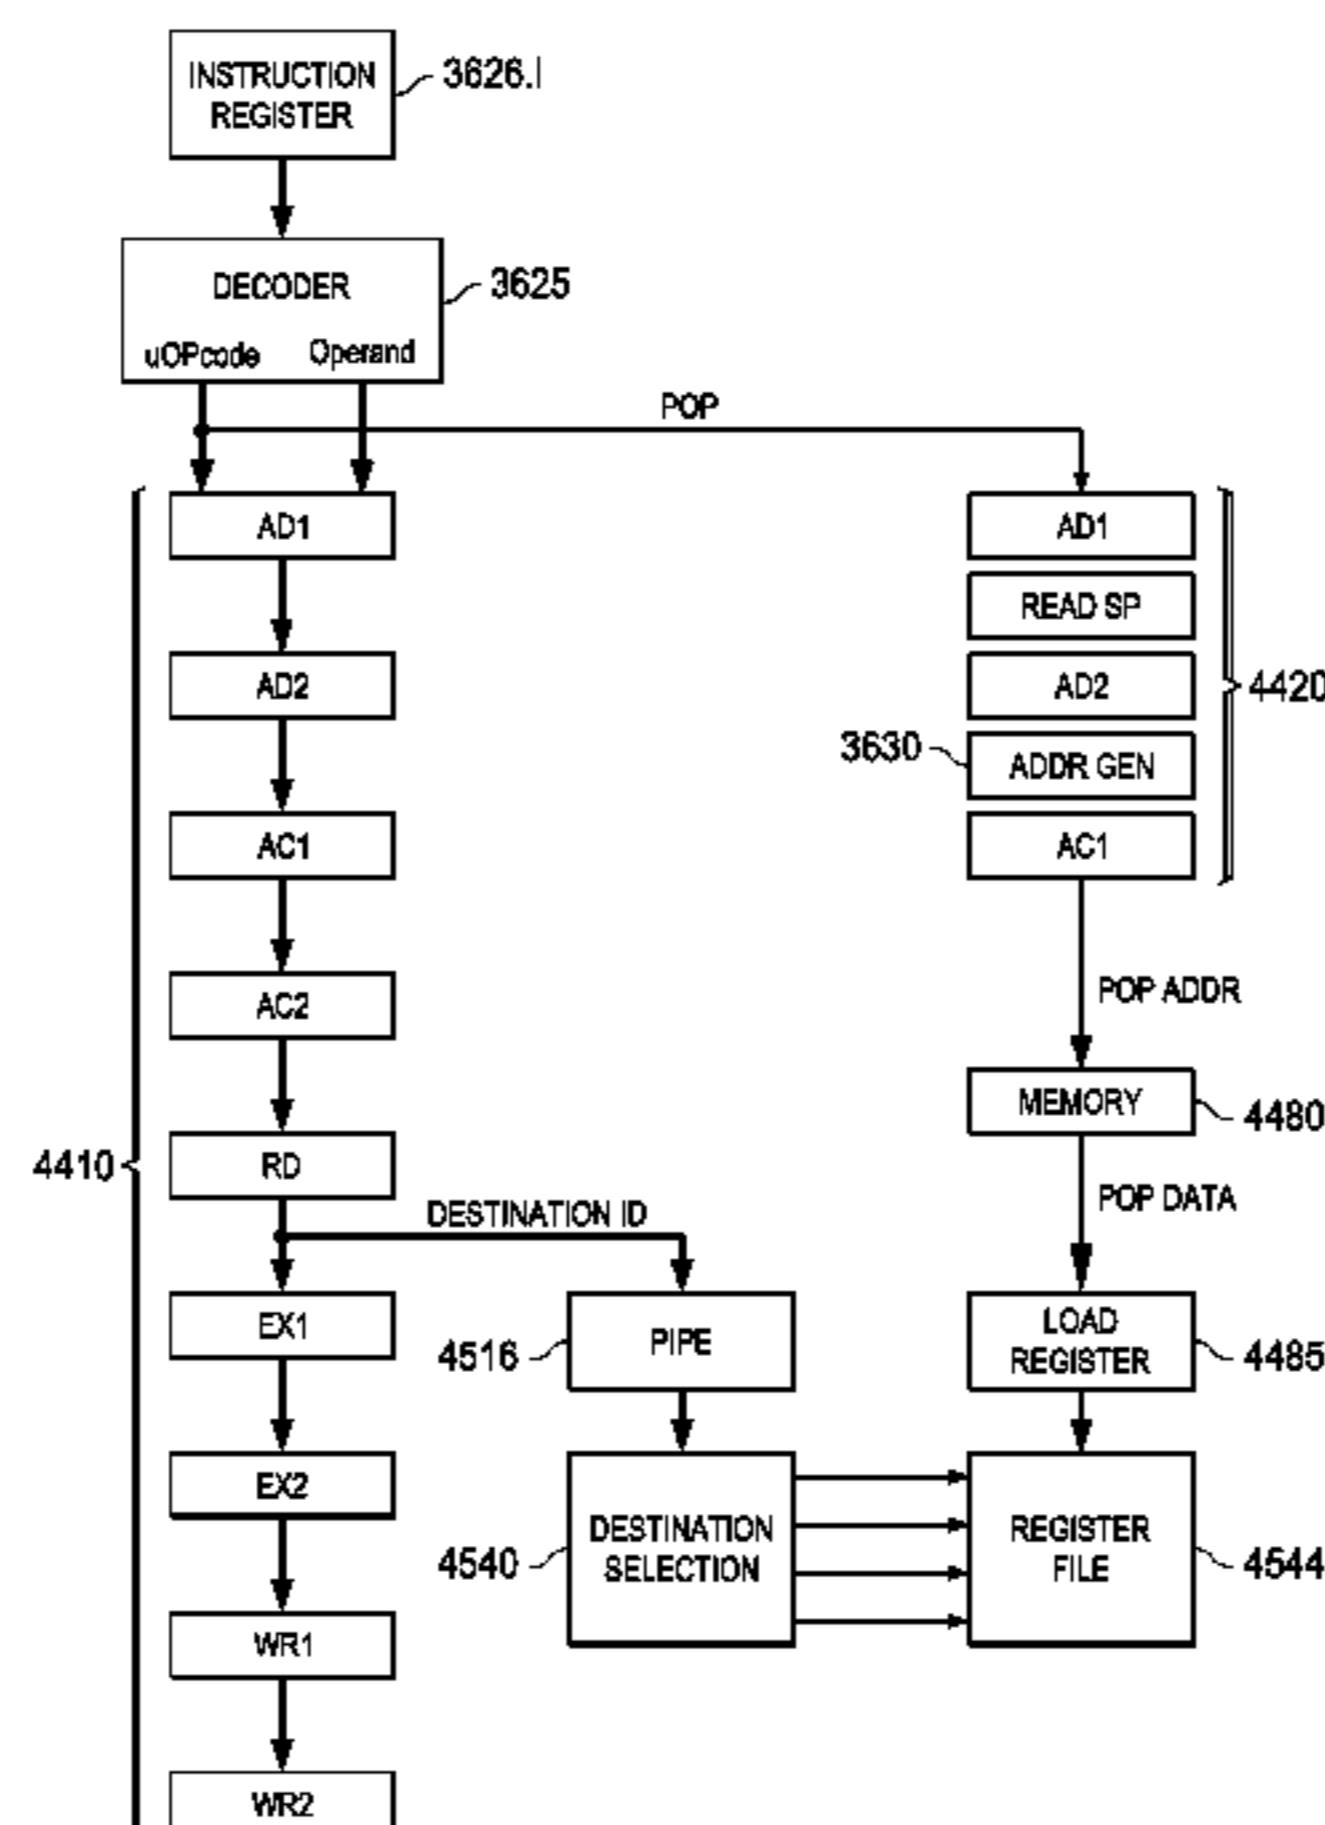 INSTRUCTION
REGISTER
3626.I
DECODER
3625
uOPcode Operand
POP
AD1
AD1
READ SP
AD2
AD2
4420
3630
ADDR GEN
AC1
AC1
POP ADDR
AC2
MEMORY
4480
4410
RD
POP DATA
DESTINATION ID
EX1
4516
PIPE
LOAD
REGISTER
4485
EX2
4540
DESTINATION
SELECTION
REGISTER
FILE
4544
WR1
WR2